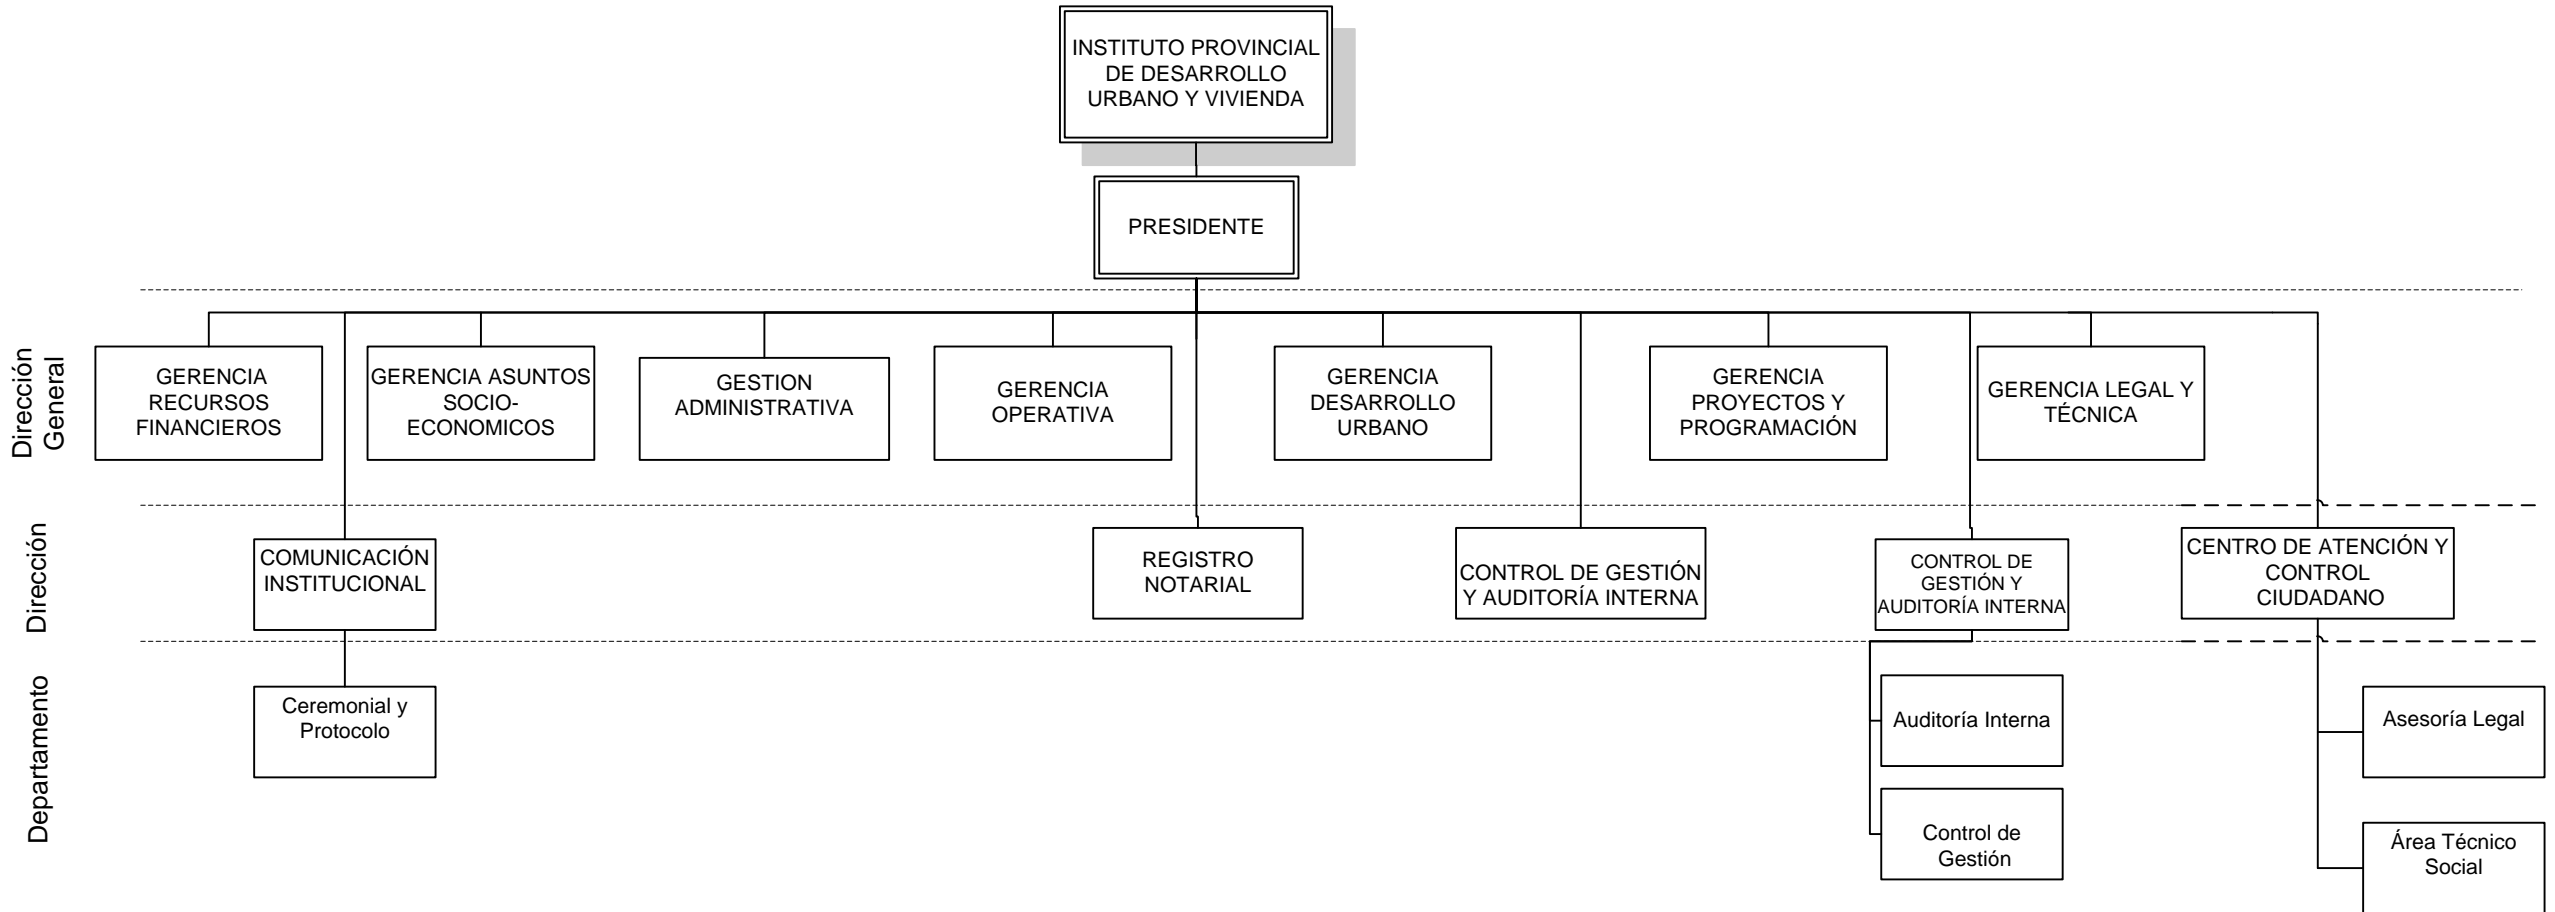 INSTITUTO PROVINCIAL
DE DESARROLLO
URBANO Y VIVIENDA
PRESIDENTE
Dirección
General
GERENCIA
RECURSOS
FINANCIEROS
GERENCIA ASUNTOS
SOCIO-
ECONOMICOS
GESTION
ADMINISTRATIVA
GERENCIA
OPERATIVA
GERENCIA
DESARROLLO
URBANO
GERENCIA
PROYECTOS Y
PROGRAMACIÓN
GERENCIA LEGAL Y
TÉCNICA
Dirección
COMUNICACIÓN
INSTITUCIONAL
REGISTRO
NOTARIAL
CONTROL DE GESTIÓN
Y AUDITORÍA INTERNA
CONTROL DE
GESTIÓN Y
AUDITORÍA INTERNA
CENTRO DE ATENCIÓN Y
CONTROL
CIUDADANO
Departamento
Ceremonial y
Protocolo
Auditoría Interna
Control de
Gestión
Asesoría Legal
Área Técnico
Social